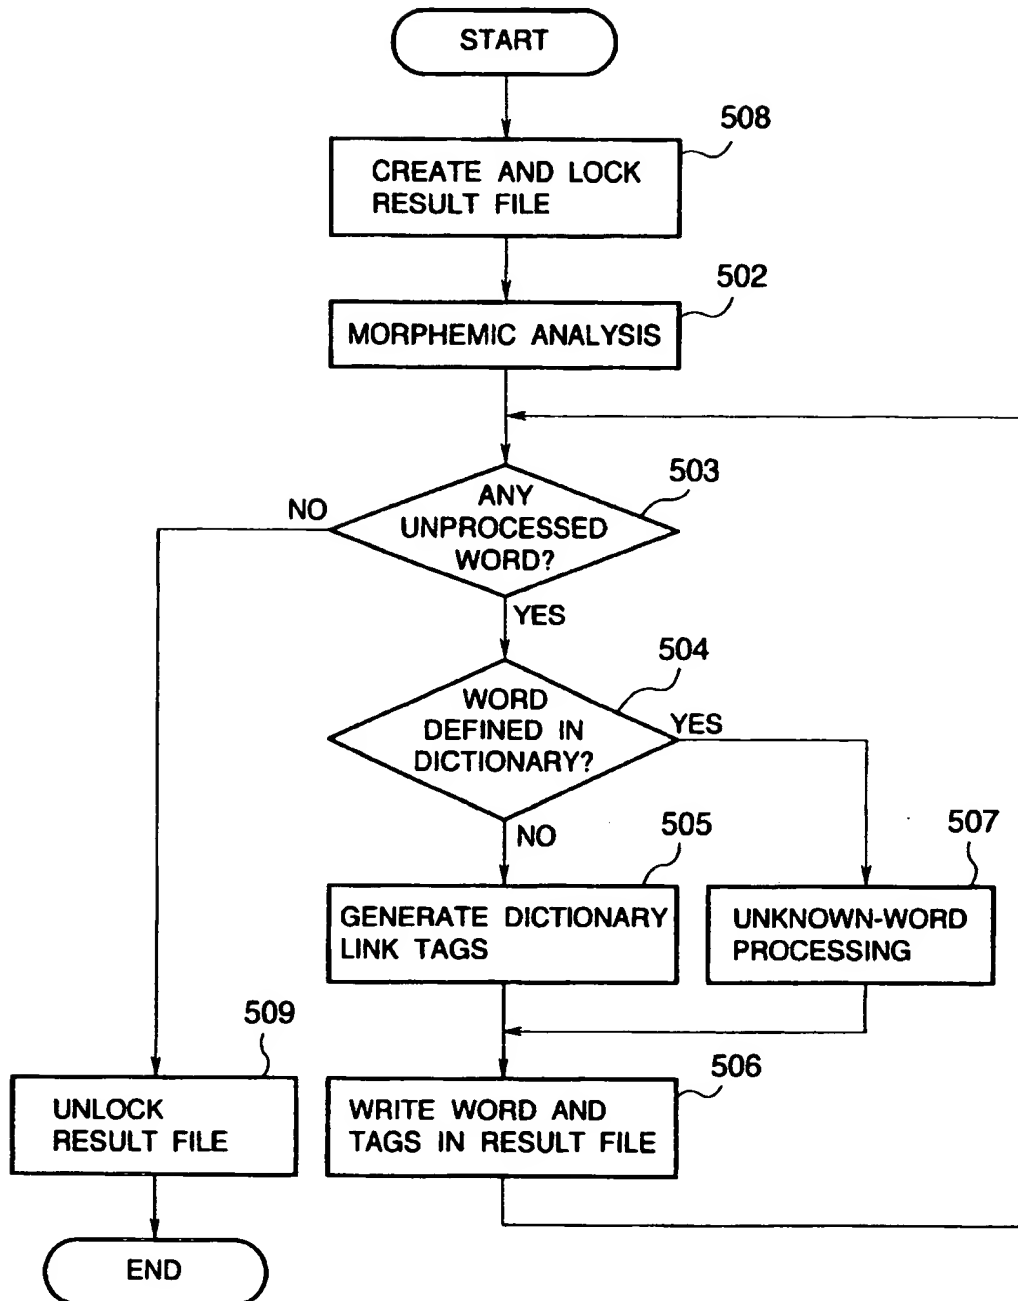 START
508
CREATE AND LOCK
RESULT FILE
502
MORPHEMIC ANALYSIS
503
NO
ANY
UNPROCESSED
WORD?
YES
504
WORD
DEFINED IN
DICTIONARY?
YES
NO
505
507
GENERATE DICTIONARY
LINK TAGS
UNKNOWN-WORD
PROCESSING
509
506
UNLOCK
RESULT FILE
WRITE WORD AND
TAGS IN RESULT FILE
END